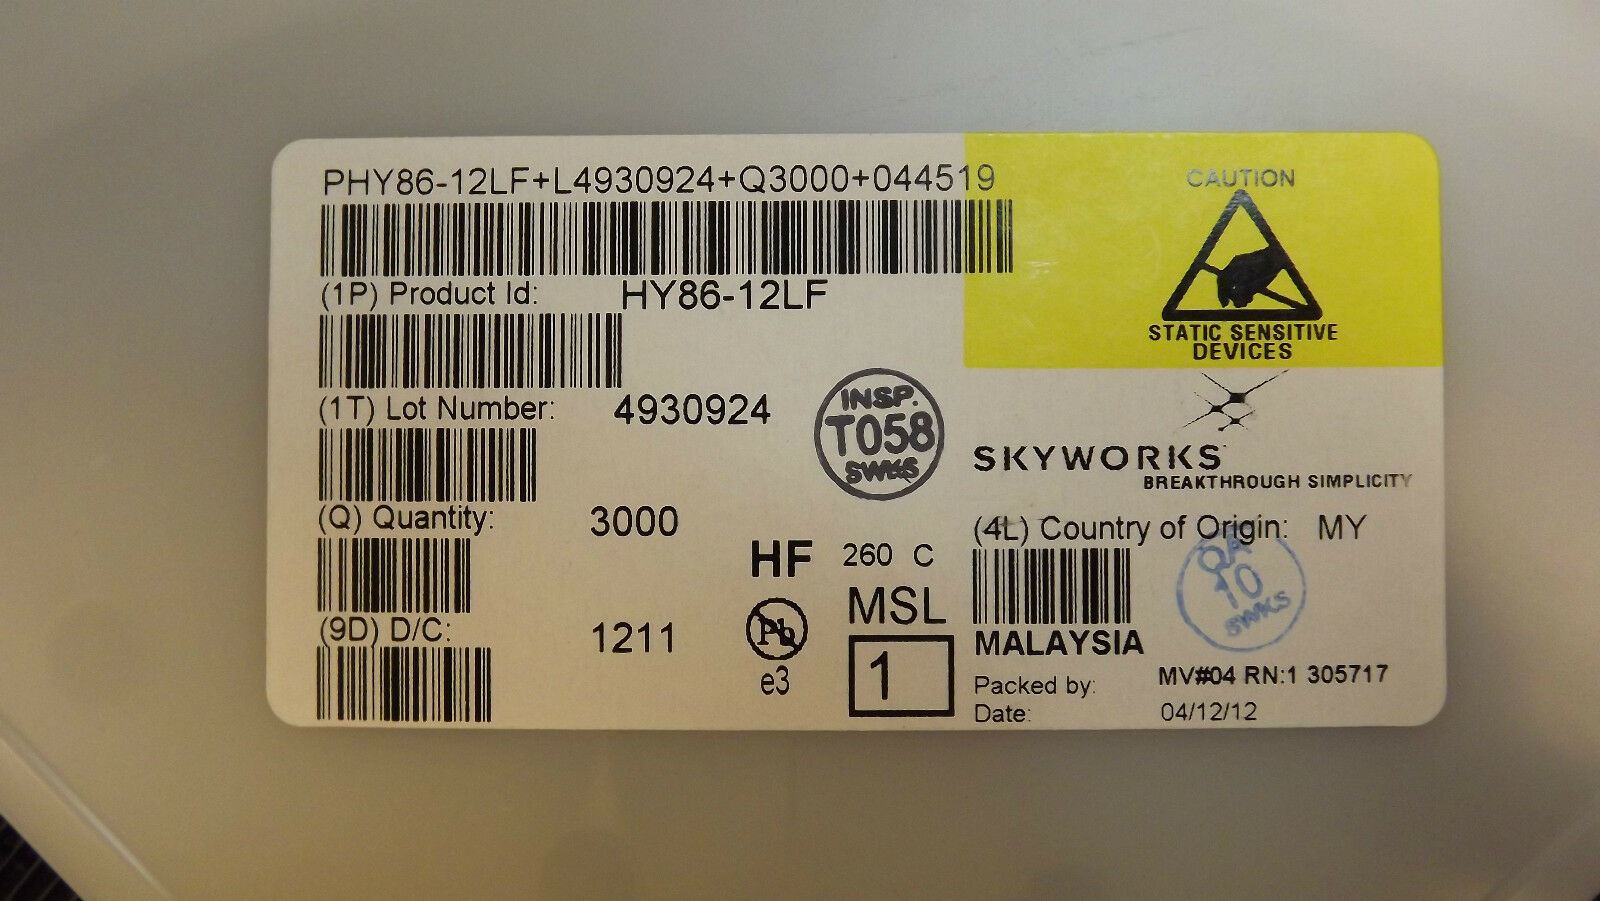 PHY86-12LF+L4930924+Q3000+044519
CAUTION
STATIC SENSITIVE
DEVICES
(1P) Product Id: HY86-12LF
(1T) Lot Number: 4930924
(Q) Quantity: 3000
(9D) D/C: 1211
INSP.
T058
SWKS
HF
Pb
e3
260 C
MSL
1
SKYWORKS
BREAKTHROUGH SIMPLICITY
(4L) Country of Origin: MY
QA
10
SWKS
MALAYSIA
Packed by: MV#04 RN:1 305717
Date: 04/12/12